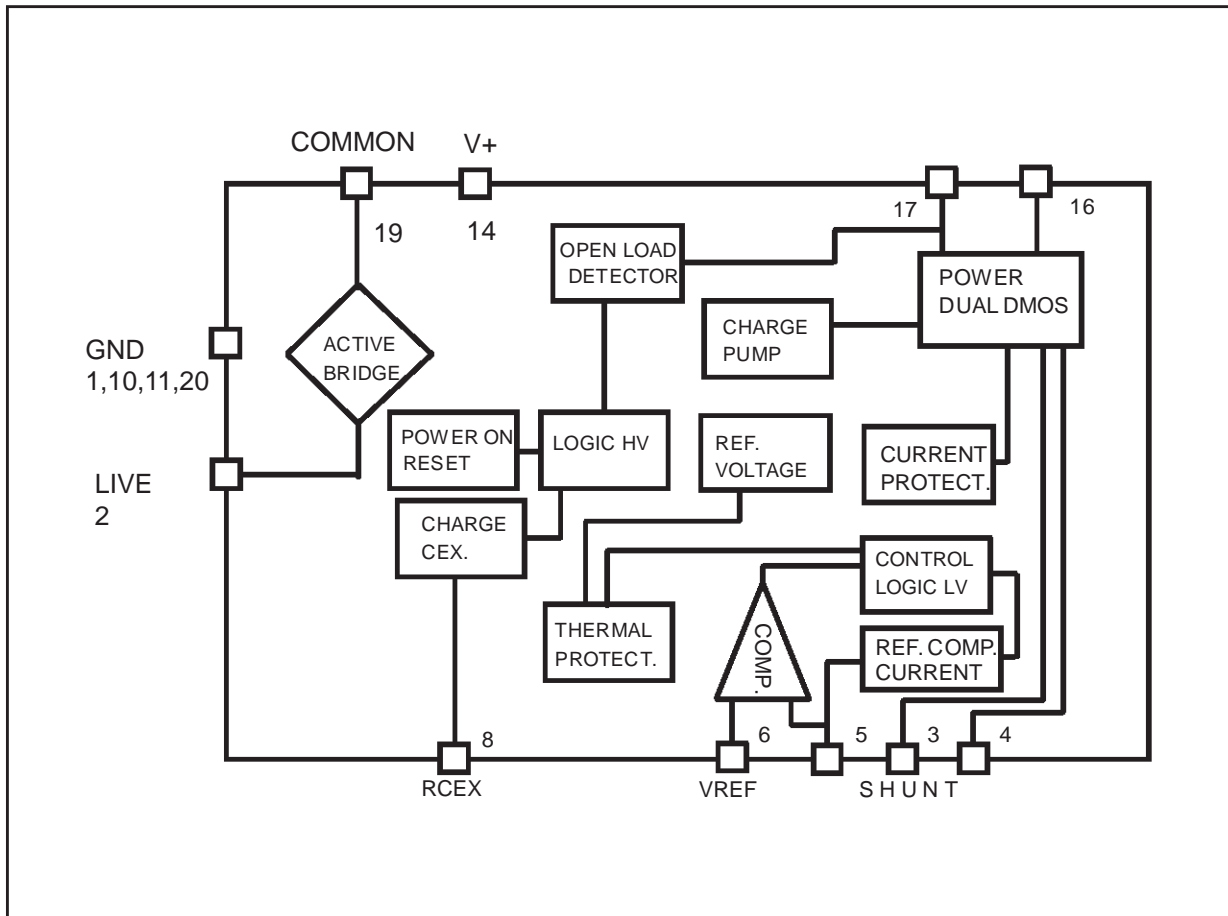 COMMON
V+
19
14
17
16
OPEN LOAD
DETECTOR
POWER
DUAL DMOS
CHARGE
PUMP
GND
1,10,11,20
ACTIVE
BRIDGE
POWER ON
RESET
LOGIC HV
REF.
VOLTAGE
CURRENT
PROTECT.
LIVE
2
CHARGE
CEX.
CONTROL
LOGIC LV
THERMAL
PROTECT.
COMP.
REF. COMP.
CURRENT
8
6
5
3
4
RCEX
VREF
SHUNT